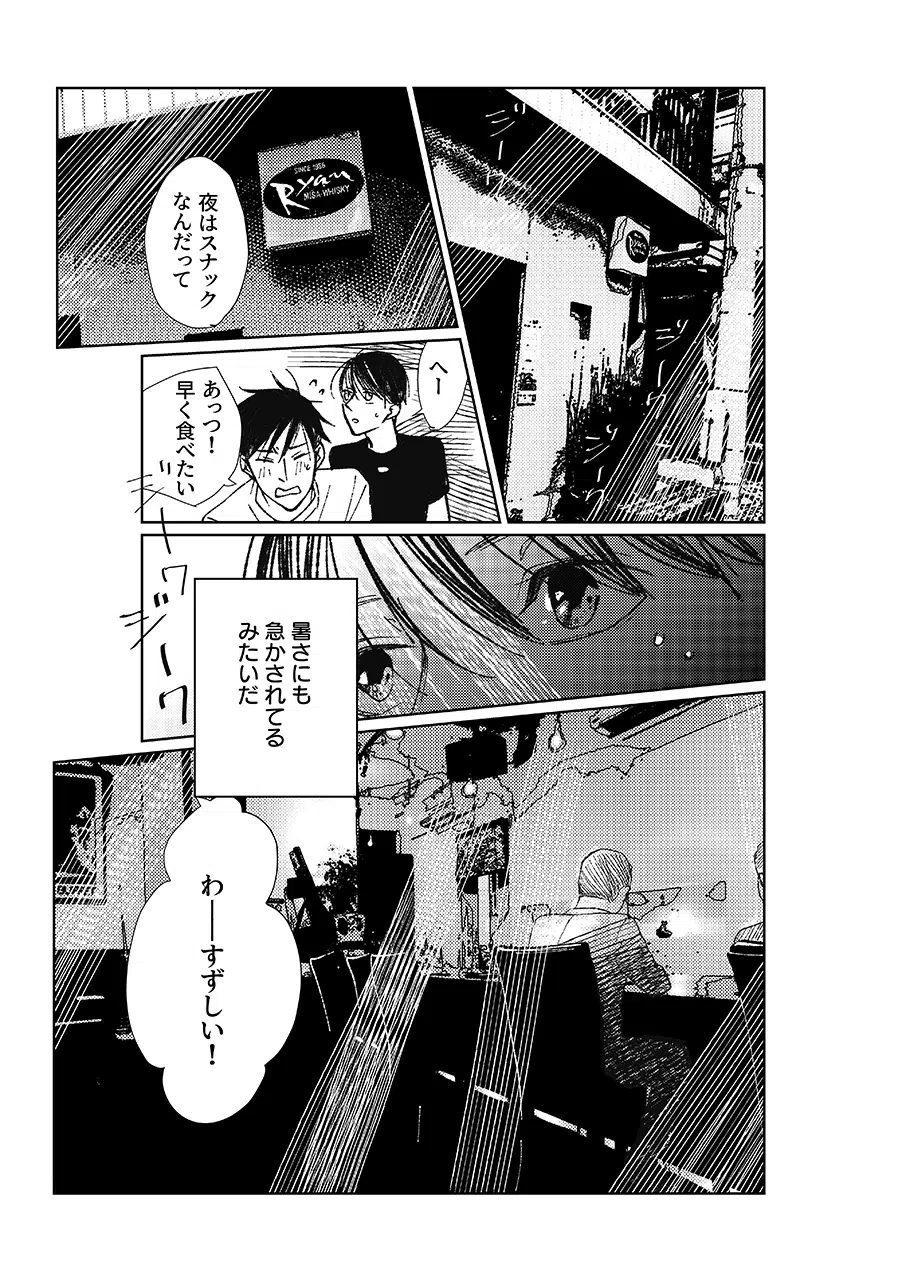 ジー
ジーワ
ジーワ
夜はスナック
なんだって
SINCE 1966
Ryan
MISA・WHISKY
へー
あっつ！
早く食べたい
ジワ
ジーワ
暑さにも
急かされてる
みたいだ
わーすずしい！